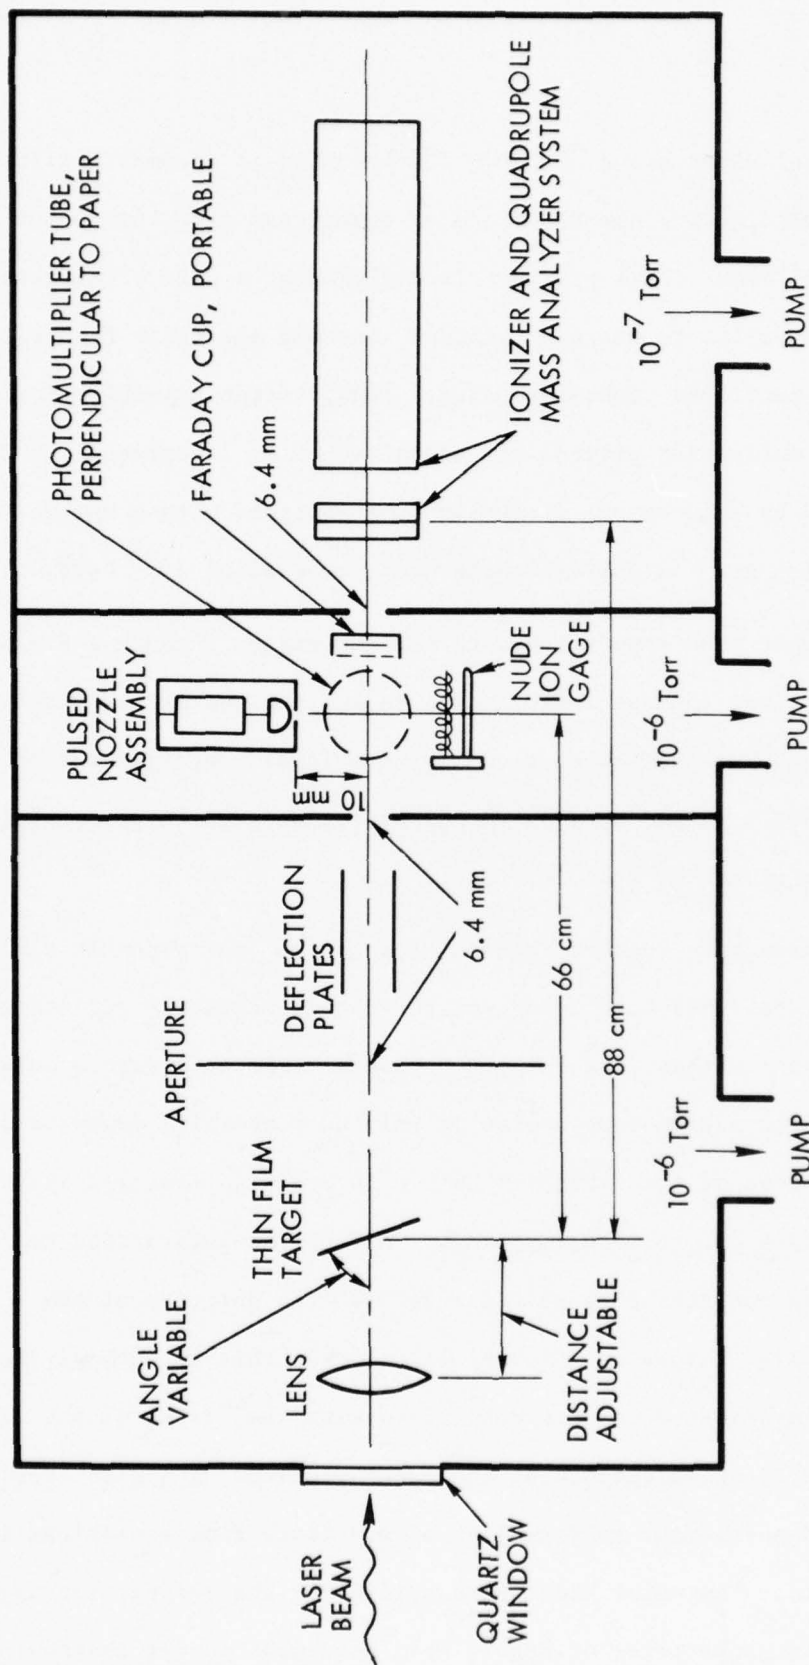 LASER
BEAM
QUARTZ
WINDOW
LENS
ANGLE
VARIABLE
THIN FILM
TARGET
DISTANCE
ADJUSTABLE
APERTURE
DEFLECTION
PLATES
6.4 mm
66 cm
88 cm
10⁻⁶ Torr
PUMP
PULSED
NOZZLE
ASSEMBLY
10
mm
NUDE
ION
GAGE
10⁻⁶ Torr
PUMP
PHOTOMULTIPLIER TUBE,
PERPENDICULAR TO PAPER
FARADAY CUP, PORTABLE
6.4 mm
IONIZER AND QUADRUPOLE
MASS ANALYZER SYSTEM
10⁻⁷ Torr
PUMP